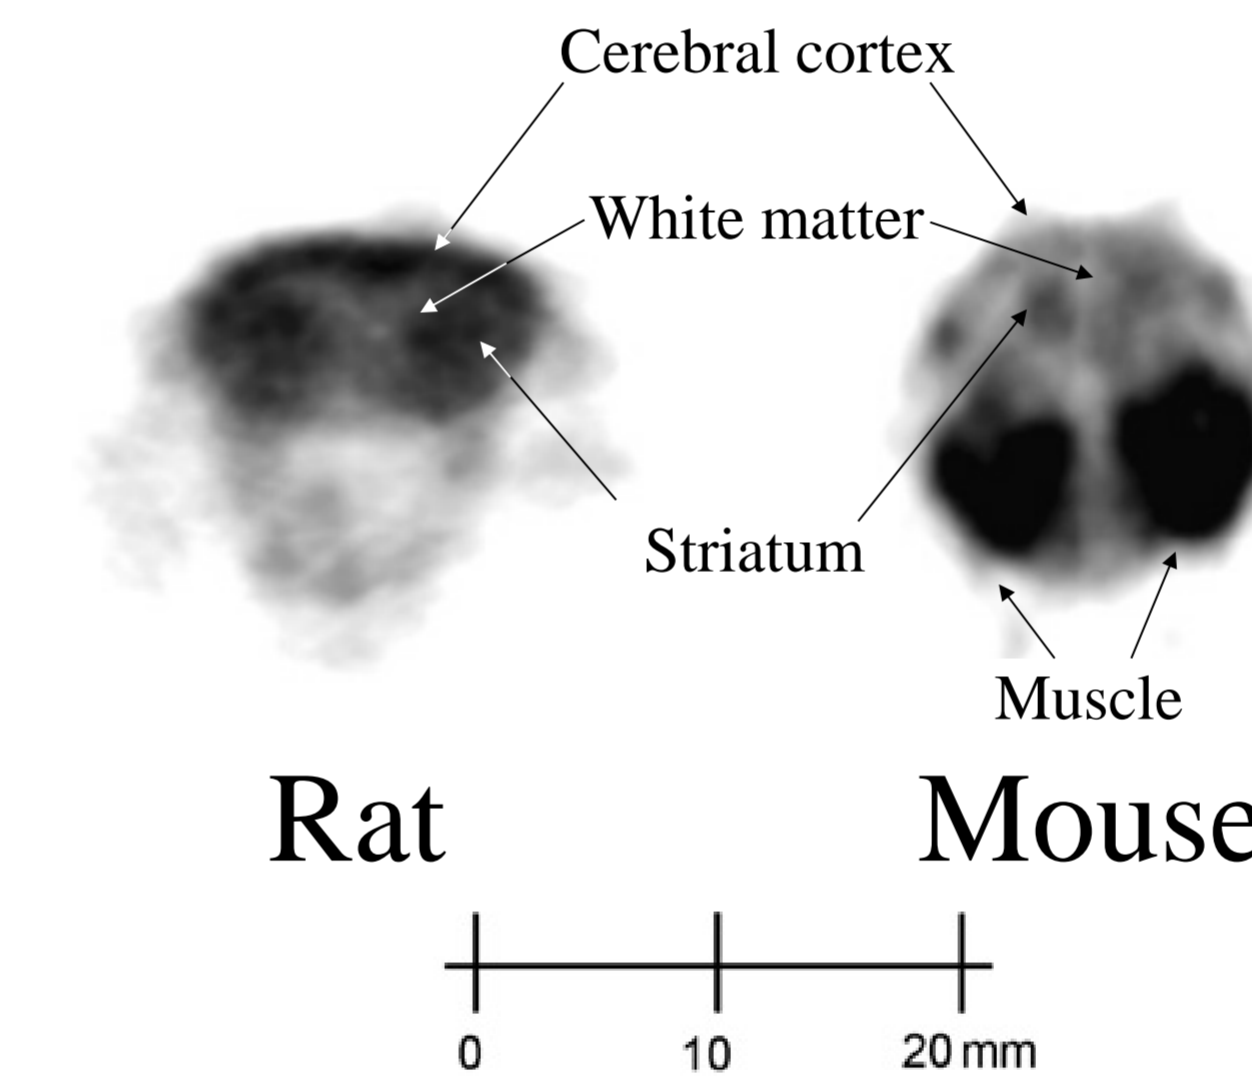 Cerebral cortex
White matter
Striatum
Muscle
Rat
Mouse
0 10 20 mm